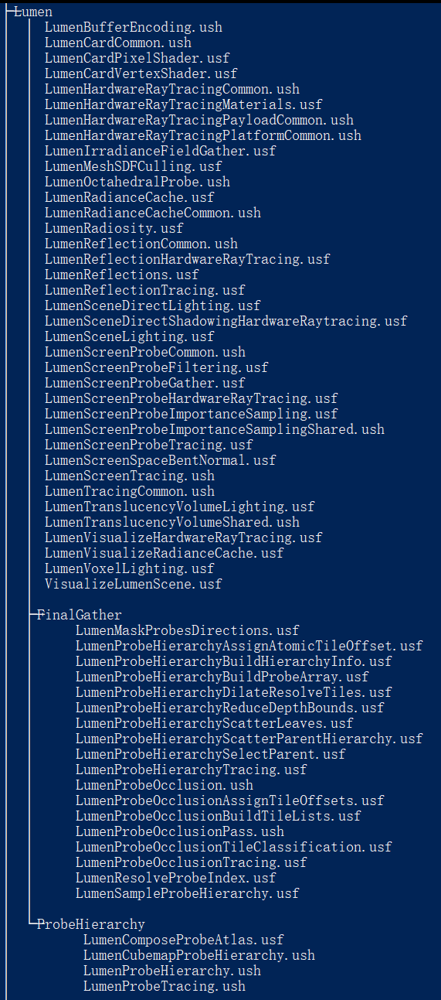 Lumen
LumenBufferEncoding.ush
LumenCardCommon.ush
LumenCardPixelShader.usf
LumenCardVertexShader.usf
LumenHardwareRayTracingCommon.ush
LumenHardwareRayTracingMaterials.usf
LumenHardwareRayTracingPayloadCommon.ush
LumenHardwareRayTracingPlatformCommon.ush
LumenIrradianceFieldGather.usf
LumenMeshSDFCulling.usf
LumenOctahedralProbe.ush
LumenRadianceCache.usf
LumenRadianceCacheCommon.ush
LumenRadiosity.usf
LumenReflectionCommon.ush
LumenReflectionHardwareRayTracing.usf
LumenReflections.usf
LumenReflectionTracing.usf
LumenSceneDirectLighting.usf
LumenSceneDirectShadowingHardwareRaytracing.usf
LumenSceneLighting.usf
LumenScreenProbeCommon.ush
LumenScreenProbeFiltering.usf
LumenScreenProbeGather.usf
LumenScreenProbeHardwareRayTracing.usf
LumenScreenProbeImportanceSampling.usf
LumenScreenProbeImportanceSamplingShared.ush
LumenScreenProbeTracing.usf
LumenScreenSpaceBentNormal.usf
LumenScreenTracing.ush
LumenTracingCommon.ush
LumenTranslucencyVolumeLighting.usf
LumenTranslucencyVolumeShared.ush
LumenVisualizeHardwareRayTracing.usf
LumenVisualizeRadianceCache.usf
LumenVoxelLighting.usf
VisualizeLumenScene.usf
FinalGather
LumenMaskProbesDirections.usf
LumenProbeHierarchyAssignAtomicTileOffset.usf
LumenProbeHierarchyBuildHierarchyInfo.usf
LumenProbeHierarchyBuildProbeArray.usf
LumenProbeHierarchyDilateResolveTiles.usf
LumenProbeHierarchyReduceDepthBounds.usf
LumenProbeHierarchyScatterLeaves.usf
LumenProbeHierarchyScatterParentHierarchy.usf
LumenProbeHierarchySelectParent.usf
LumenProbeHierarchyTracing.usf
LumenProbeOcclusion.ush
LumenProbeOcclusionAssignTileOffsets.usf
LumenProbeOcclusionBuildTileLists.usf
LumenProbeOcclusionPass.ush
LumenProbeOcclusionTileClassification.usf
LumenProbeOcclusionTracing.usf
LumenResolveProbeIndex.usf
LumenSampleProbeHierarchy.usf
ProbeHierarchy
LumenComposeProbeAtlas.usf
LumenCubemapProbeHierarchy.ush
LumenProbeHierarchy.ush
LumenProbeTracing.ush